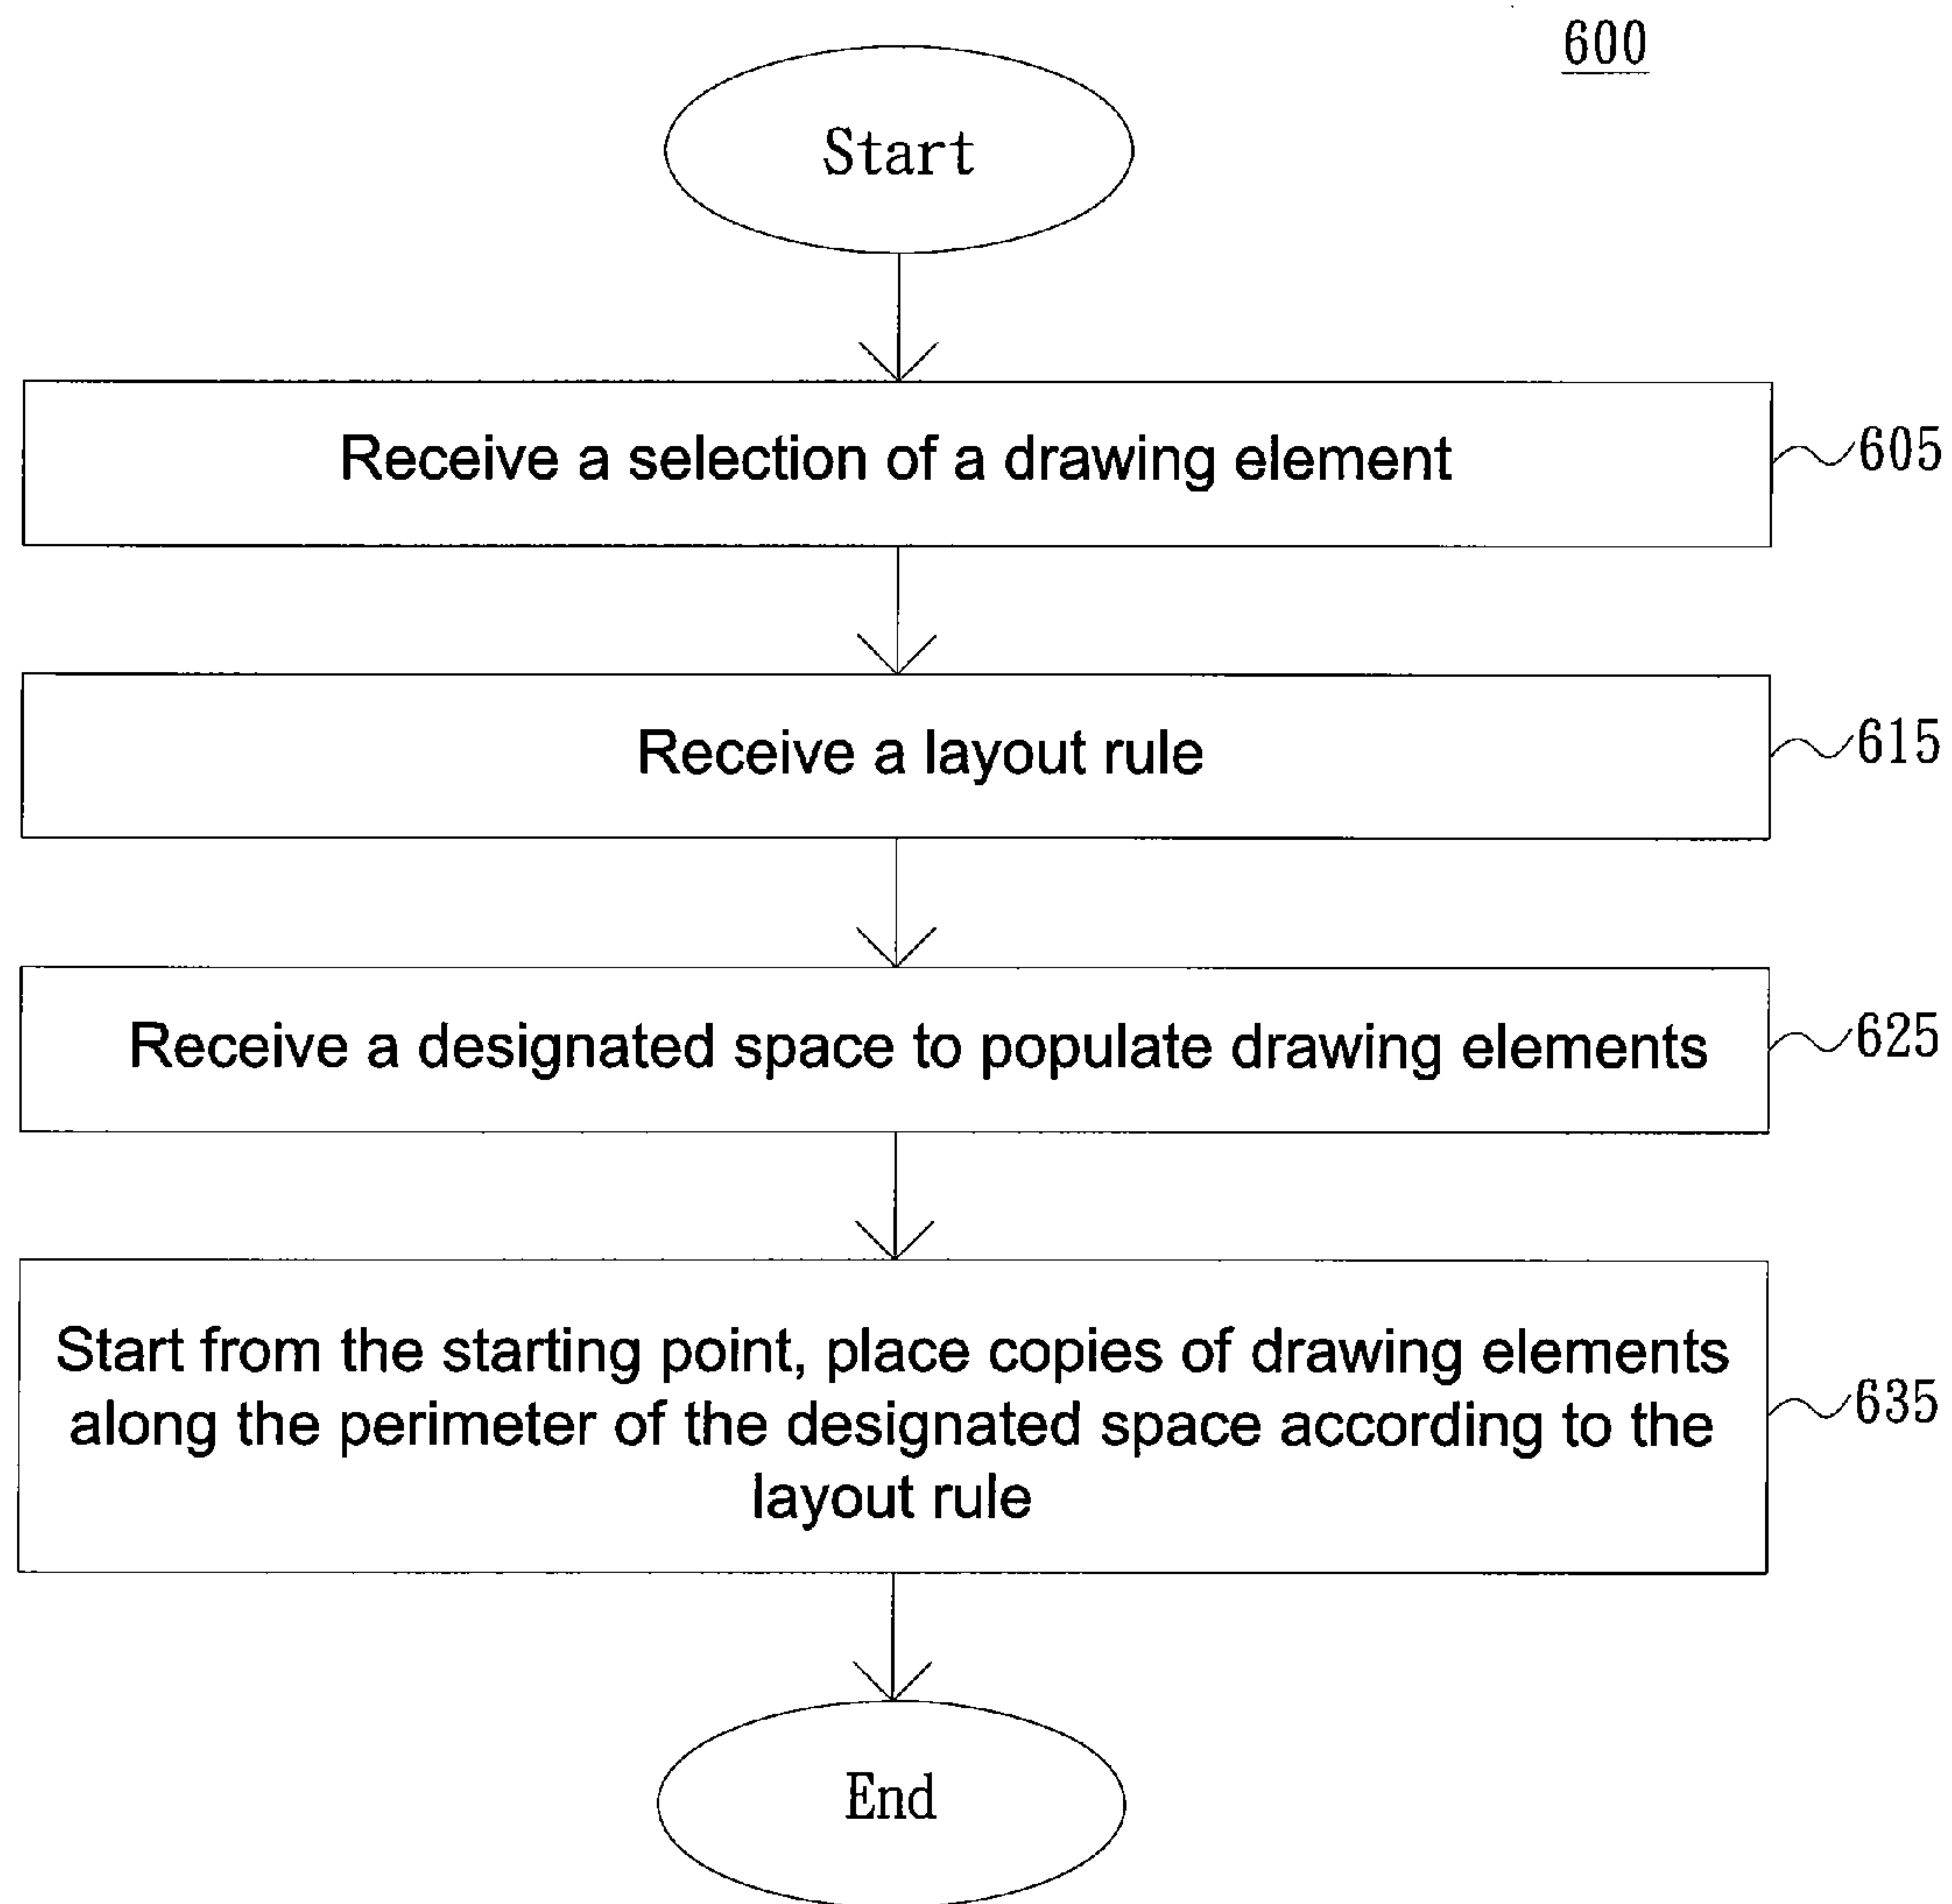 600
Start
Receive a selection of a drawing element
605
Receive a layout rule
615
Receive a designated space to populate drawing elements
625
Start from the starting point, place copies of drawing elements
along the perimeter of the designated space according to the
layout rule
635
End